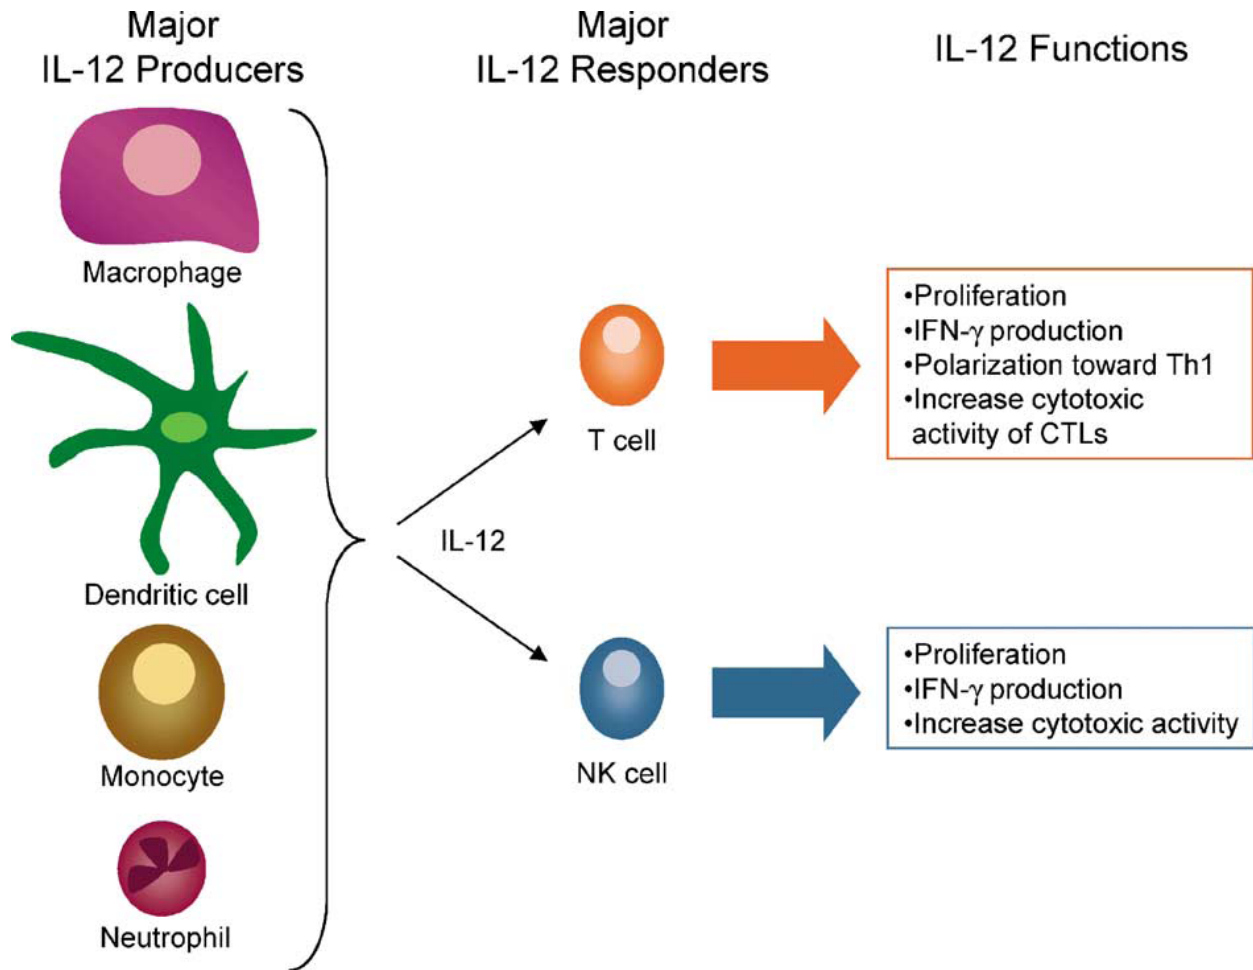 Major
IL-12 Producers
Macrophage
Dendritic cell
Monocyte
Neutrophil
Major
IL-12 Responders
IL-12
T cell
NK cell
IL-12 Functions
•Proliferation
•IFN-γ production
•Polarization toward Th1
•Increase cytotoxic
activity of CTLs
•Proliferation
•IFN-γ production
•Increase cytotoxic activity